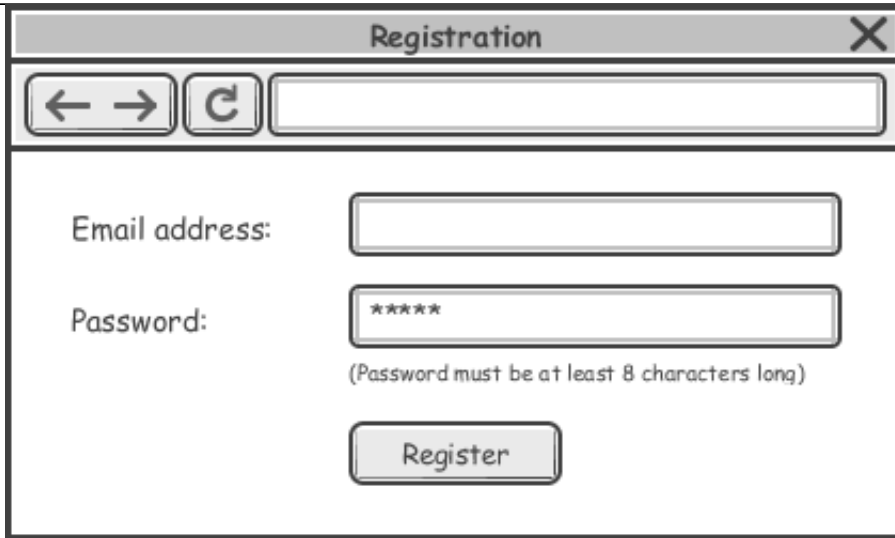 Registration
Email address:
Password:
*****
(Password must be at least 8 characters long)
Register